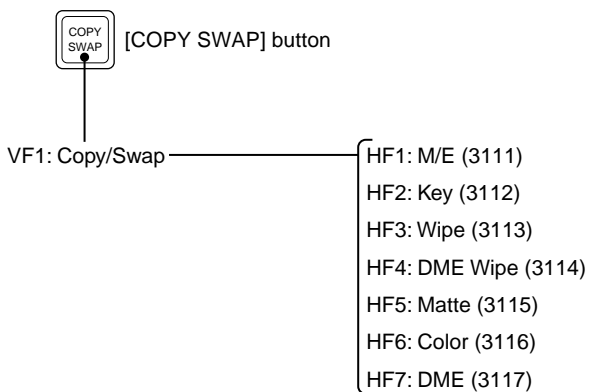 COPY
SWAP
[COPY SWAP] button
VF1: Copy/Swap
HF1: M/E (3111)
HF2: Key (3112)
HF3: Wipe (3113)
HF4: DME Wipe (3114)
HF5: Matte (3115)
HF6: Color (3116)
HF7: DME (3117)